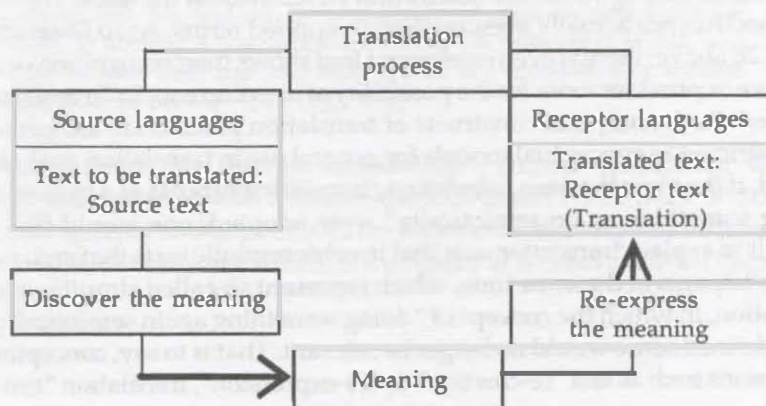 Translation
process
Source languages
Text to be translated:
Source text
Receptor languages
Translated text:
Receptor text
(Translation)
Discover the meaning
Re-express
the meaning
Meaning